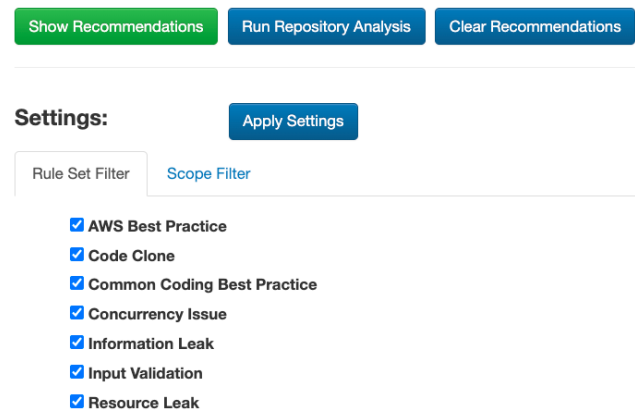 Show Recommendations Run Repository Analysis Clear Recommendations
Settings: Apply Settings
Rule Set Filter Scope Filter
AWS Best Practice
Code Clone
Common Coding Best Practice
Concurrency Issue
Information Leak
Input Validation
Resource Leak